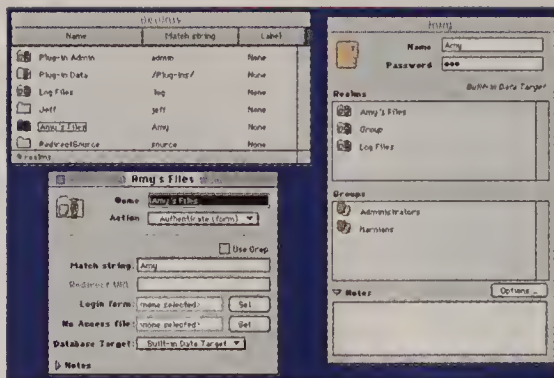 Realms
Name Match string Label
Plug-in Admin admin None
Plug-in Data /Plug-ins/ None
Log Files log None
Jeff jeff None
Amy's Files Amy None
RedirectSource source None
realms
Amy's Files
Name Amy's Files
Action Authenticate (form)
Use Grep
Match string: Amy
Redirect URL:
Login form: <none selected> Set
No Access file: <none selected> Set
Database Target: Built-in Data Target
Notes
Amy
Name Amy
Password •••
Built-in Data Target
Realms
Amy's Files
Group
Log Files
Groups
Administrators
Notes
Options...